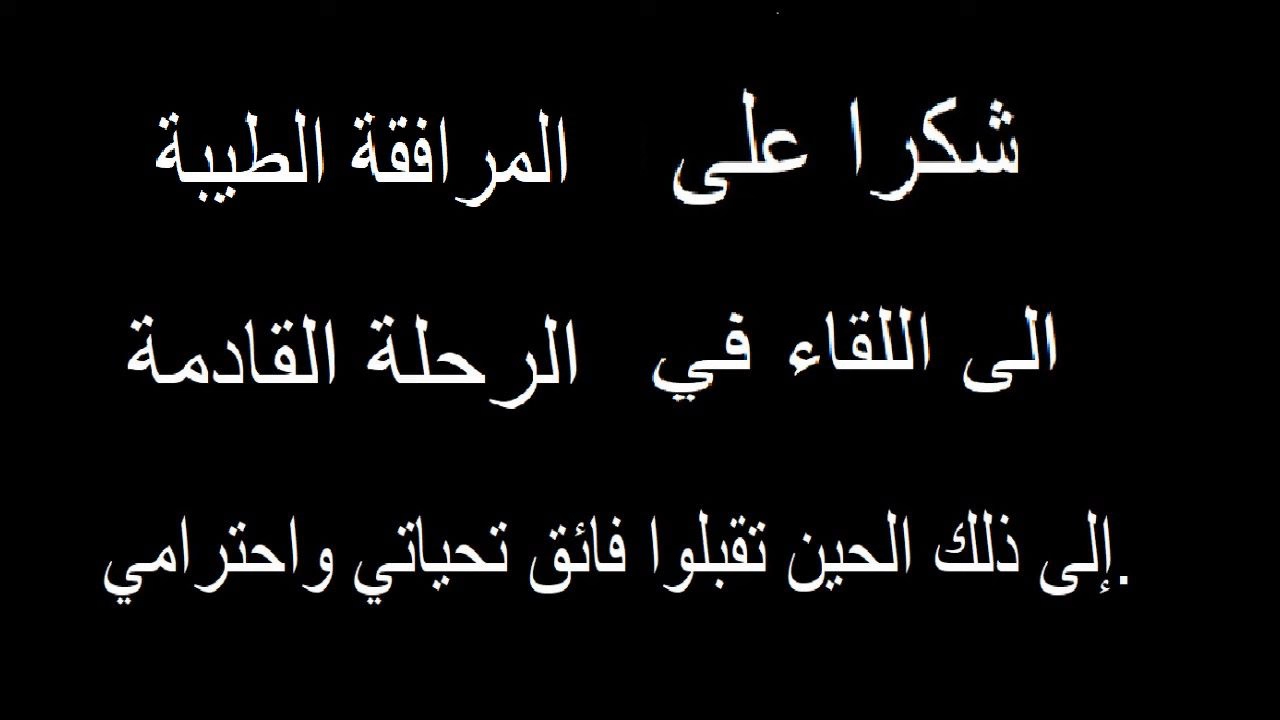 شكرا على المرافقة الطيبة
الى اللقاء في الرحلة القادمة
إلى ذلك الحين تقبلوا فائق تحياتي واحترامي.